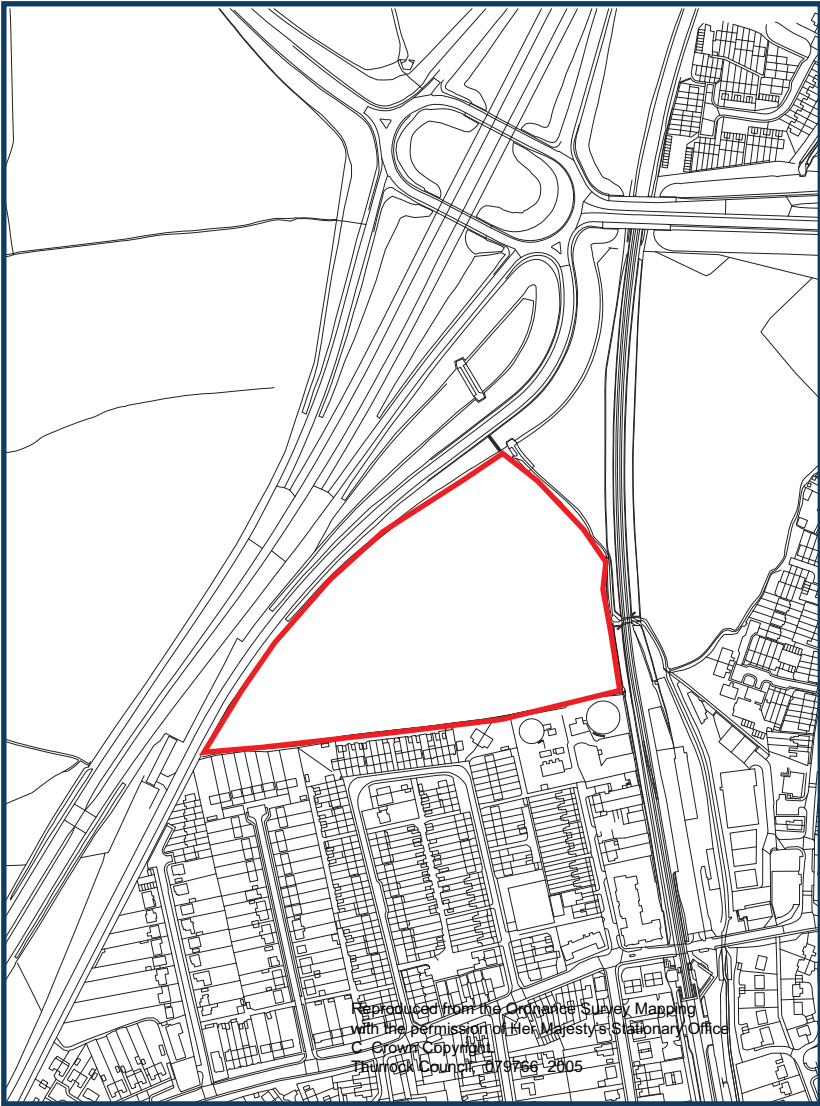 Reproduced from the Ordnance Survey Mapping
with the permission of Her Majesty's Stationary Office
C Crown Copyright.
Thurrock Council, 079766 2005